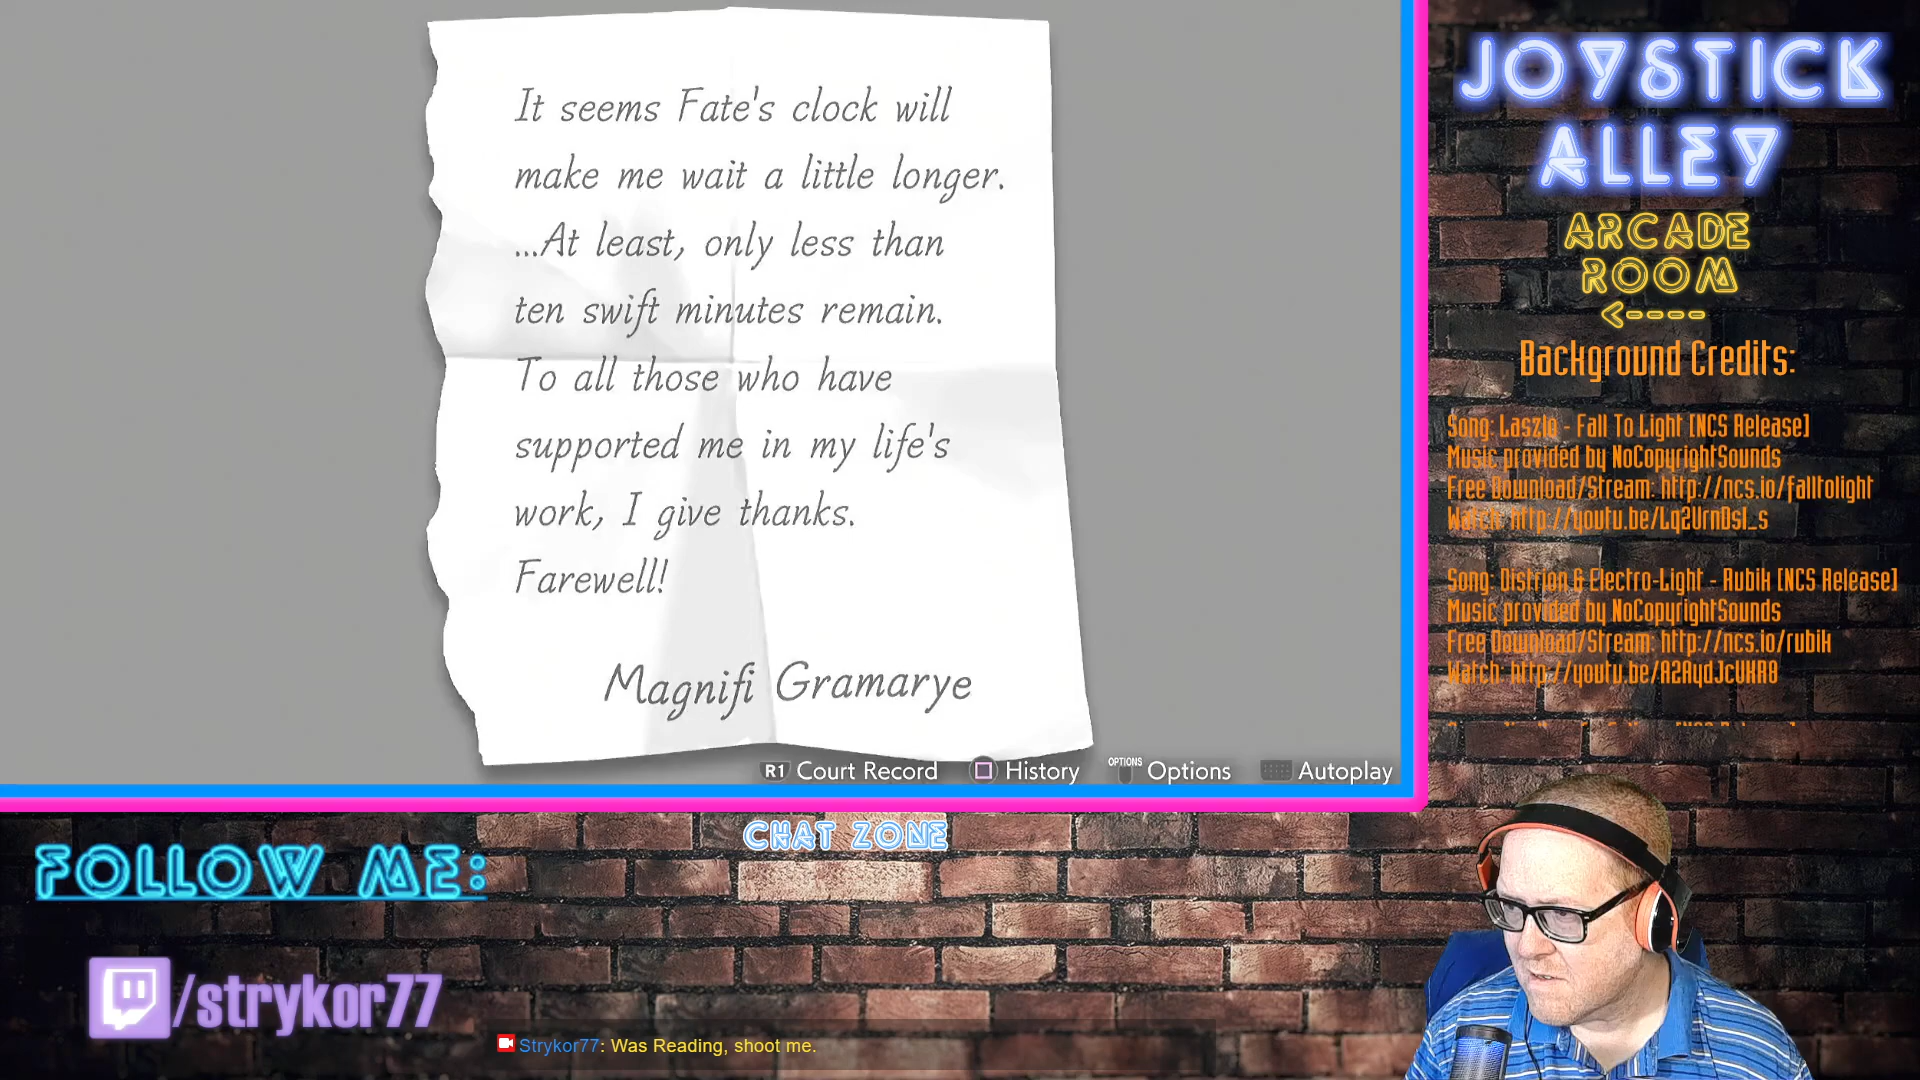 It seems Fate's clock will
make me wait a little longer.
...At least, only less than
ten swift minutes remain.
To all those who have
supported me in my life's
work, I give thanks.
Farewell!
Magnifi Gramarye
R1 Court Record
History
OPTIONS Options
Autoplay
JOYSTICK
ALLEY
ARCADE
ROOM
<----
Background Credits:
Song: Laszlo - Fall To Light [NCS Release]
Music provided by NoCopyrightSounds
Free Download/Stream: http://ncs.io/falltolight
Watch: http://youtu.be/Lq2UrnDsl_s
Song: Distrion & Electro-Light - Rubik [NCS Release]
Music provided by NoCopyrightSounds
Free Download/Stream: http://ncs.io/rubik
Watch: http://youtu.be/A2AydJcUKR8
CHAT ZONE
FOLLOW ME:
/strykor77
Strykor77: Was Reading, shoot me.